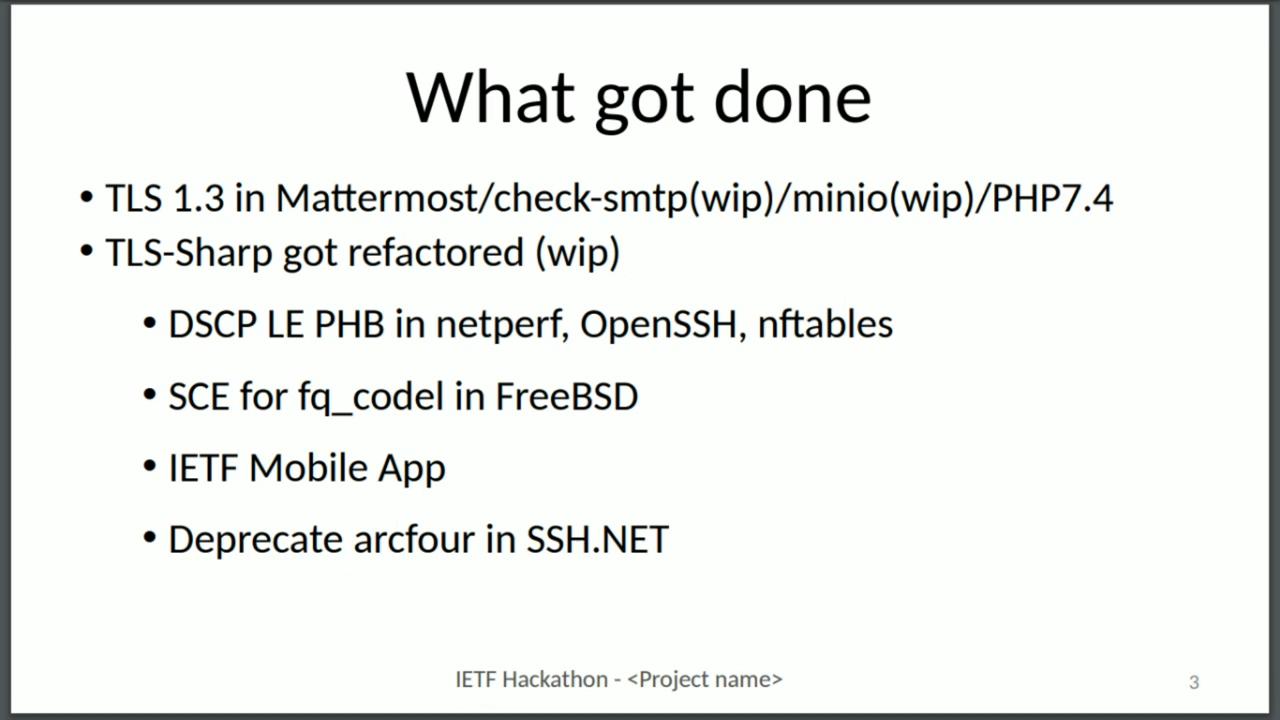 What got done
• TLS 1.3 in Mattermost/check-smtp(wip)/minio(wip)/PHP7.4
• TLS-Sharp got refactored (wip)
• DSCP LE PHB in netperf, OpenSSH, nftables
• SCE for fq_codel in FreeBSD
• IETF Mobile App
• Deprecate arcfour in SSH.NET
IETF Hackathon - <Project name>
3